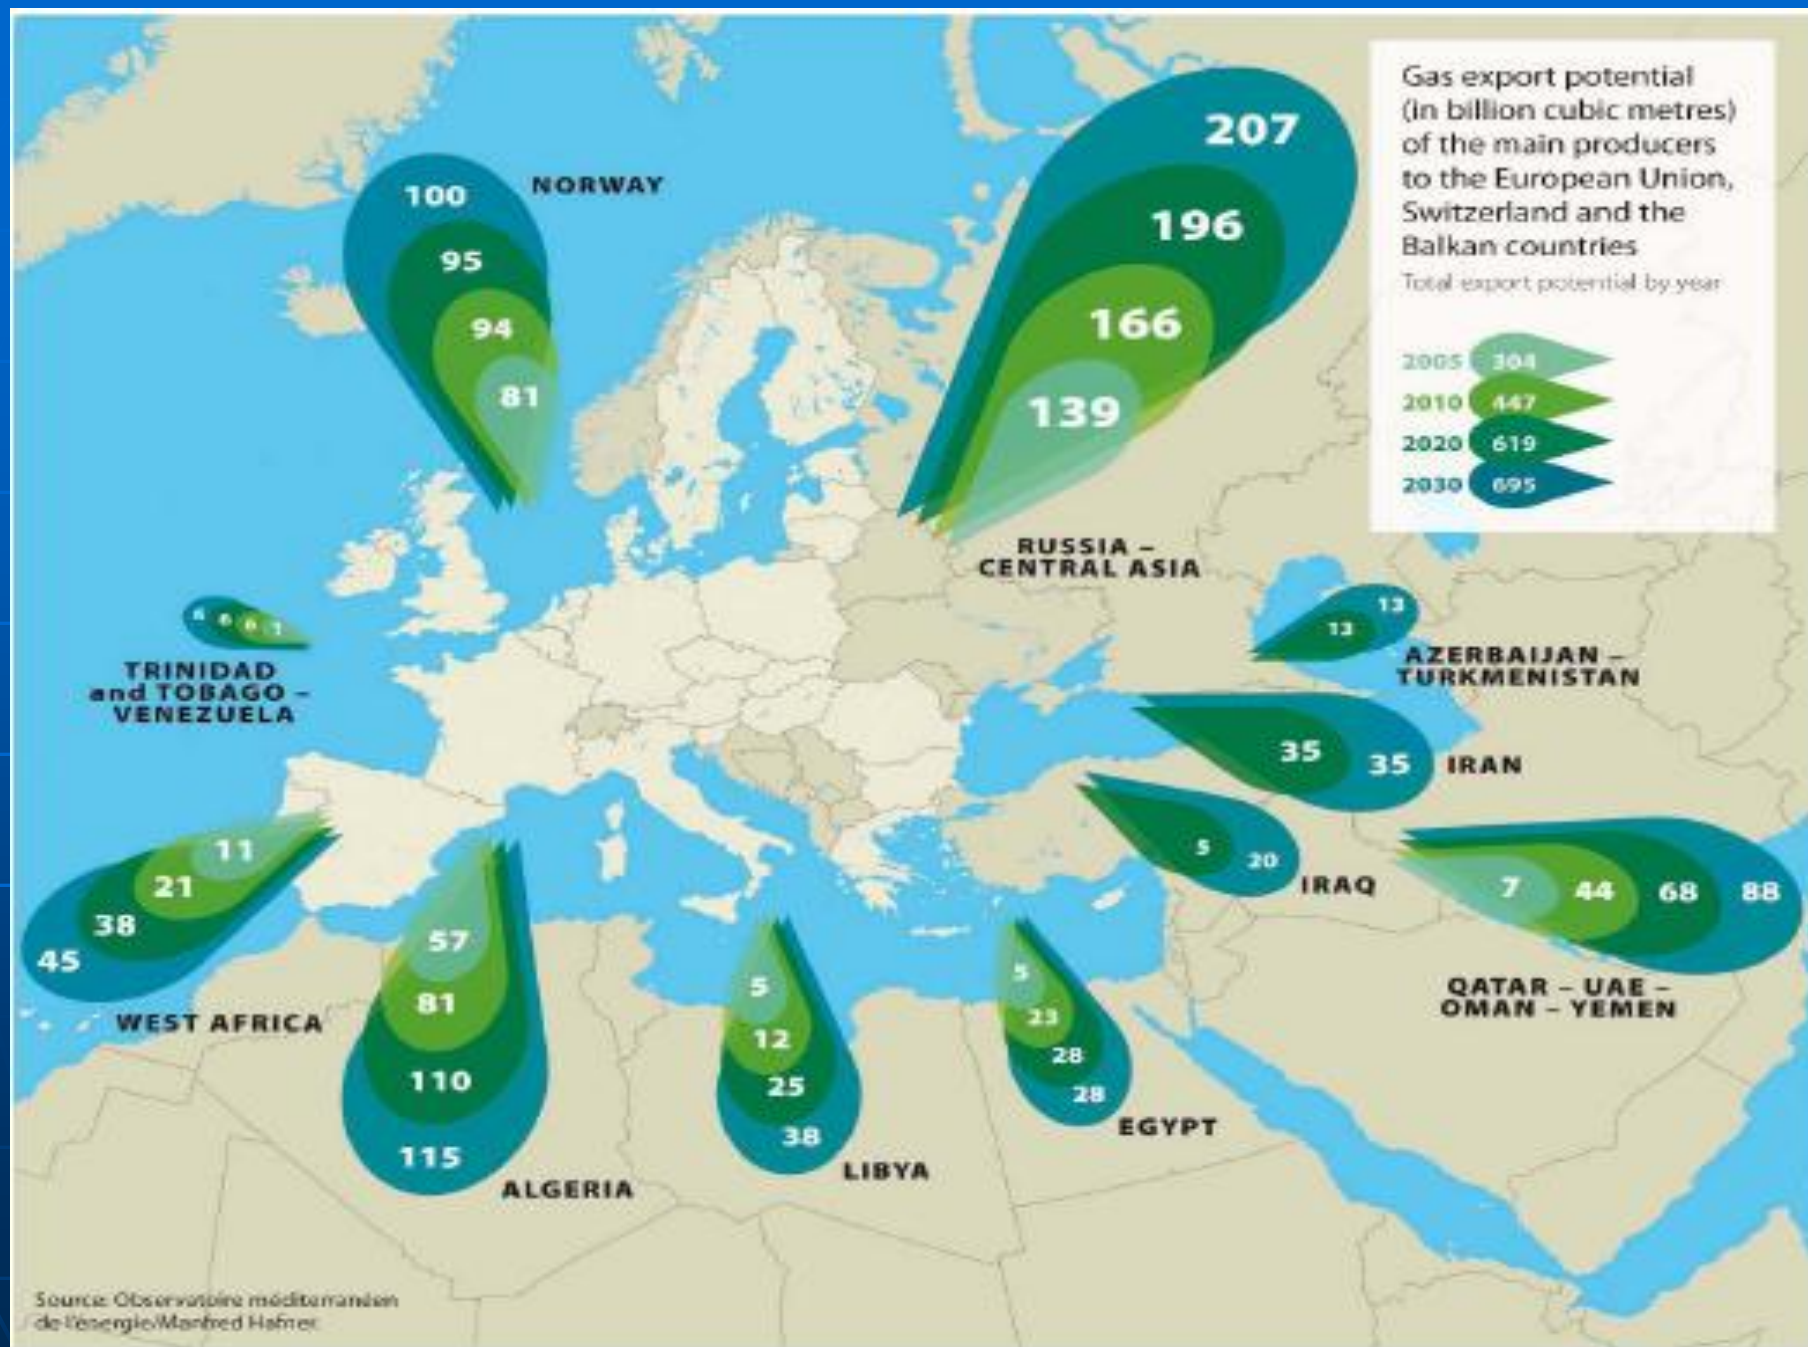 Gas export potential
(in billion cubic metres)
of the main producers
to the European Union,
Switzerland and the
Balkan countries
Total export potential by year
2005 304
2010 447
2020 619
2030 695
100
95
94
81
NORWAY
207
196
166
139
RUSSIA –
CENTRAL ASIA
6 6 6 1
TRINIDAD
and TOBAGO –
VENEZUELA
13
13
AZERBAIJAN –
TURKMENISTAN
35 35
IRAN
5 20
IRAQ
7 44 68 88
QATAR – UAE –
OMAN – YEMEN
11
21
38
45
WEST AFRICA
57
81
110
115
ALGERIA
5
12
25
38
LIBYA
5
23
28
28
EGYPT
Source: Observatoire méditerranéen
de l'énergie/Manfred Hafner